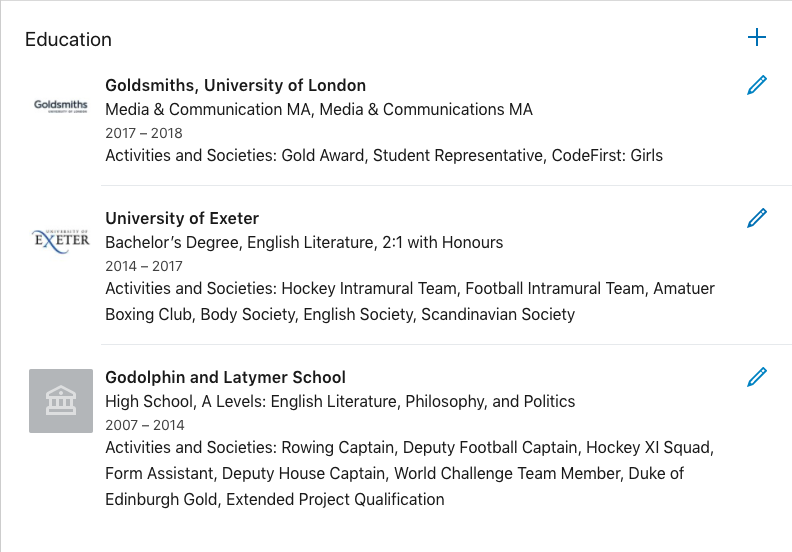 Education
Goldsmiths, University of London
Goldsmiths
UNIVERSITY OF LONDON
Media & Communication MA, Media & Communications MA
2017 – 2018
Activities and Societies: Gold Award, Student Representative, CodeFirst: Girls
University of Exeter
UNIVERSITY OF
EXETER
Bachelor’s Degree, English Literature, 2:1 with Honours
2014 – 2017
Activities and Societies: Hockey Intramural Team, Football Intramural Team, Amatuer
Boxing Club, Body Society, English Society, Scandinavian Society
Godolphin and Latymer School
High School, A Levels: English Literature, Philosophy, and Politics
2007 – 2014
Activities and Societies: Rowing Captain, Deputy Football Captain, Hockey XI Squad,
Form Assistant, Deputy House Captain, World Challenge Team Member, Duke of
Edinburgh Gold, Extended Project Qualification